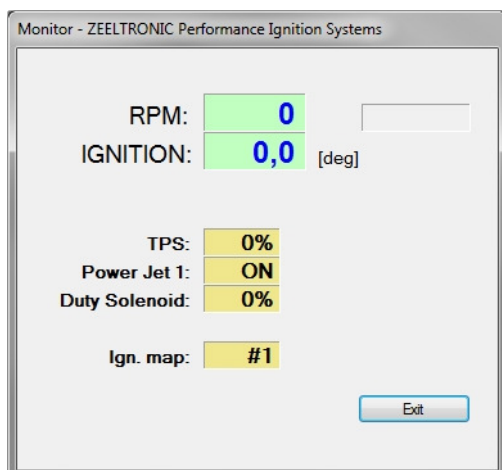 Monitor - ZEELTRONIC Performance Ignition Systems
RPM: 0
IGNITION: 0,0 [deg]
TPS: 0%
Power Jet 1: ON
Duty Solenoid: 0%
Ign. map: #1
Exit